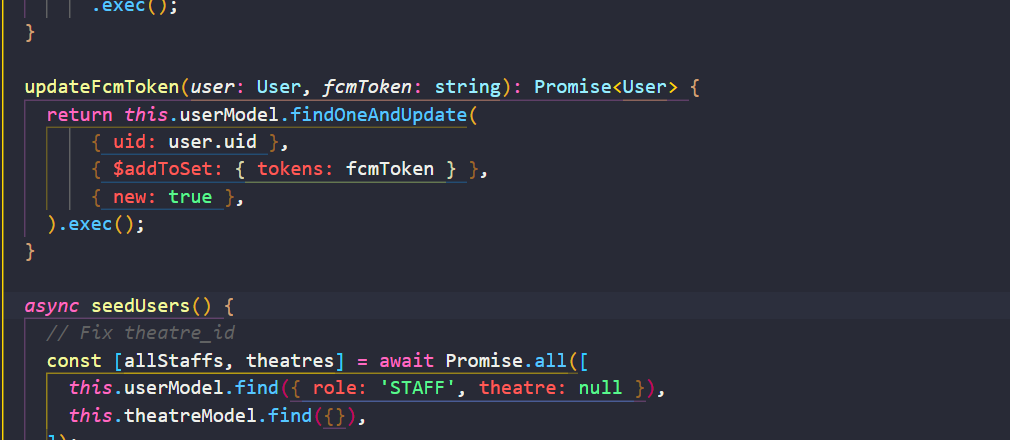 .exec();
}
updateFcmToken(user: User, fcmToken: string): Promise<User> {
return this.userModel.findOneAndUpdate(
{ uid: user.uid },
{ $addToSet: { tokens: fcmToken } },
{ new: true },
).exec();
}
async seedUsers() {
// Fix theatre_id
const [allStaffs, theatres] = await Promise.all([
this.userModel.find({ role: 'STAFF', theatre: null }),
this.theatreModel.find({}),
]);